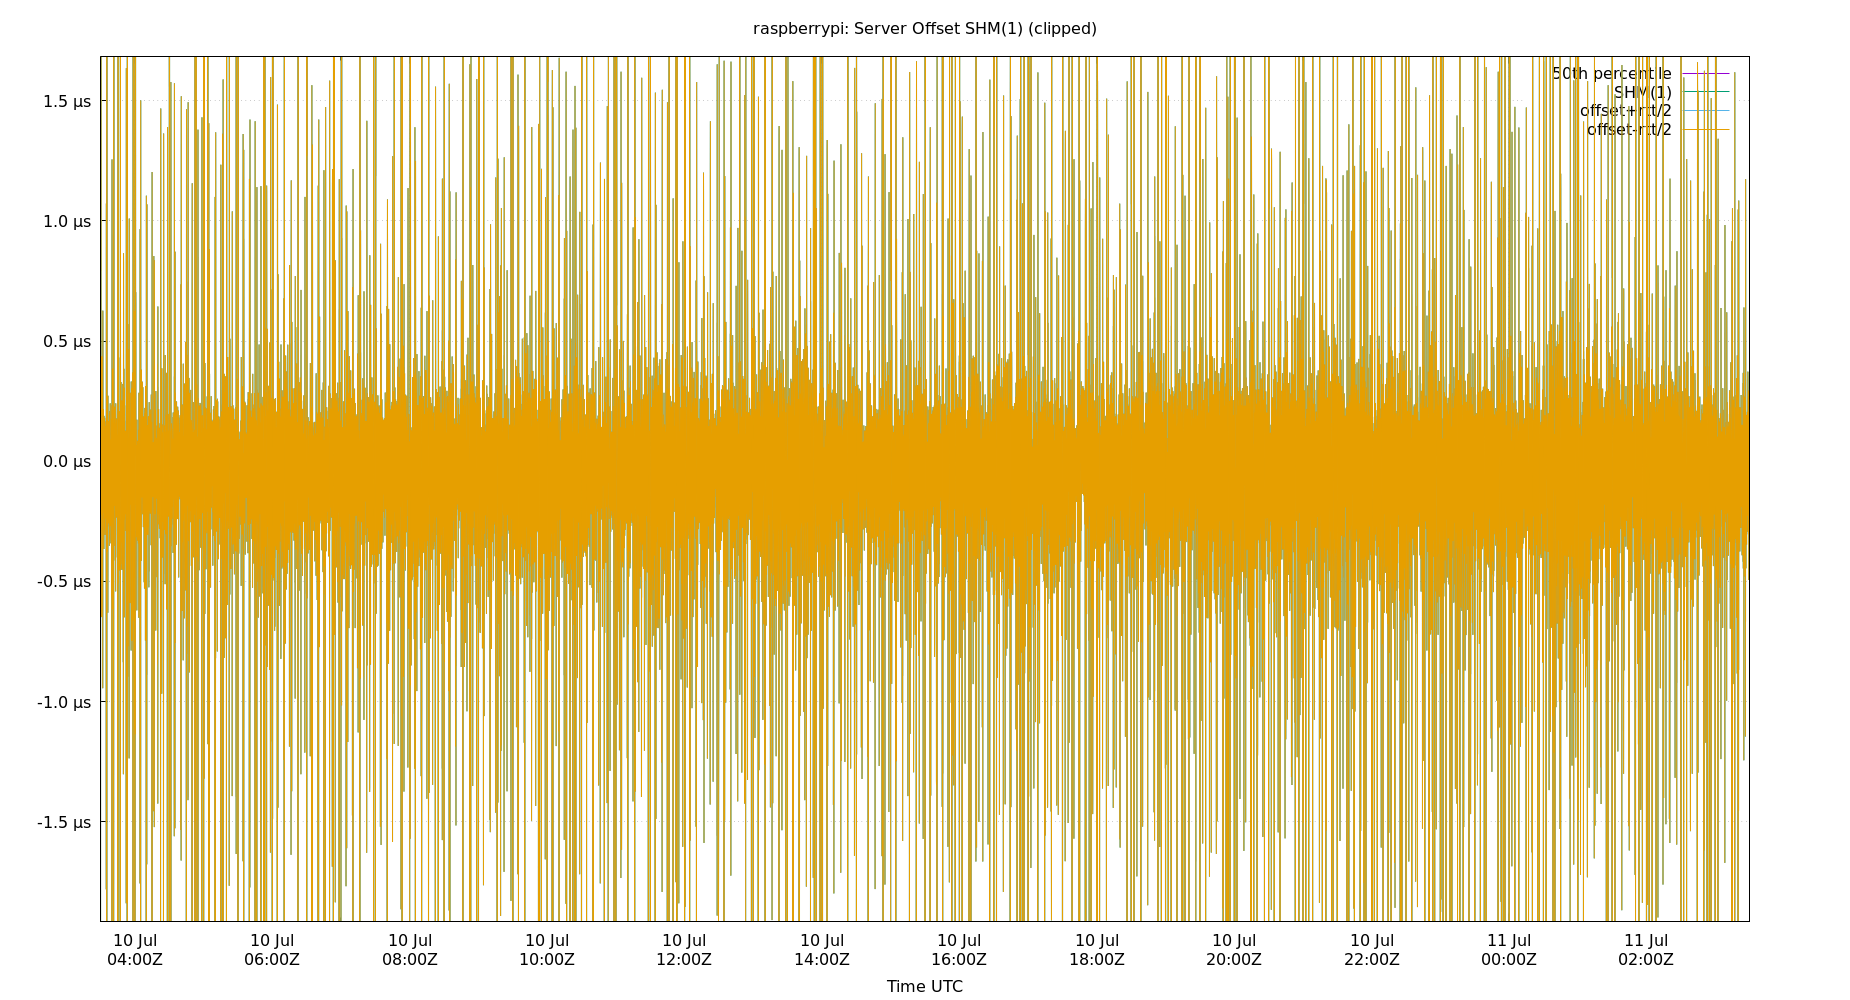 raspberrypi: Server Offset SHM(1) (clipped)
50th percentile
SHM(1)
offset+rtt/2
offset-rtt/2
1.5 µs
1.0 µs
0.5 µs
0.0 µs
-0.5 µs
-1.0 µs
-1.5 µs
10 Jul 10 Jul 10 Jul 10 Jul 10 Jul 10 Jul 10 Jul 10 Jul 10 Jul 10 Jul 11 Jul 11 Jul
04:00Z 06:00Z 08:00Z 10:00Z 12:00Z 14:00Z 16:00Z 18:00Z 20:00Z 22:00Z 00:00Z 02:00Z
Time UTC